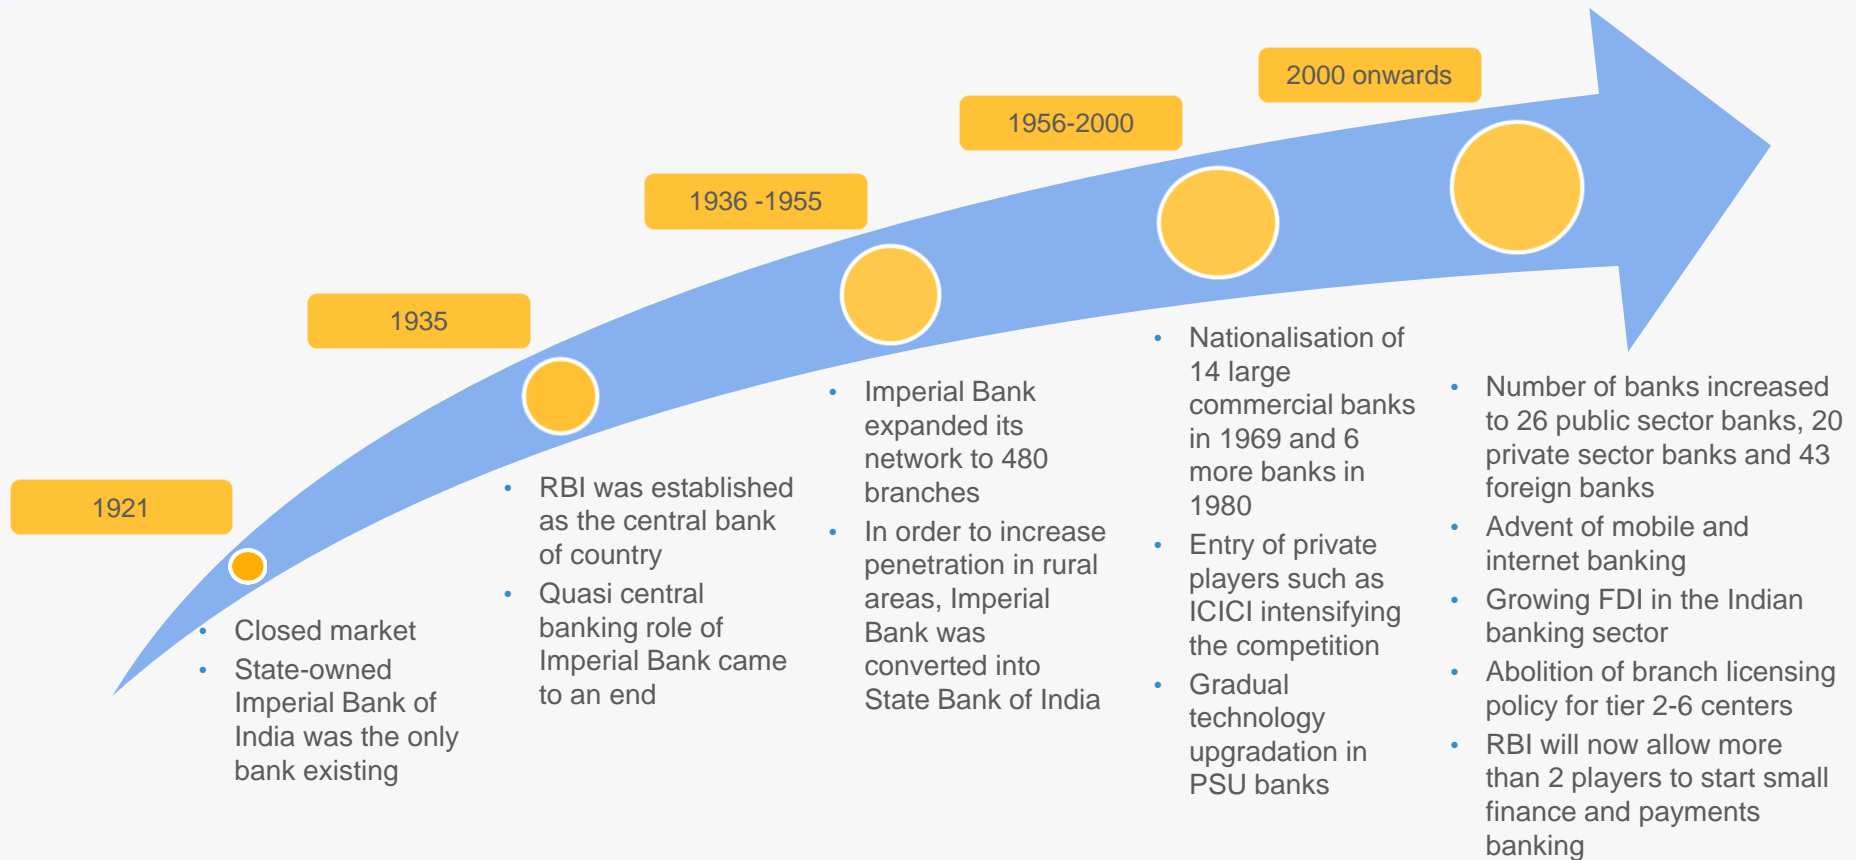 1921
• Closed market
• State-owned
Imperial Bank of
India was the only
bank existing
1935
• RBI was established
as the central bank
of country
• Quasi central
banking role of
Imperial Bank came
to an end
1936 -1955
• Imperial Bank
expanded its
network to 480
branches
• In order to increase
penetration in rural
areas, Imperial
Bank was
converted into
State Bank of India
1956-2000
• Nationalisation of
14 large
commercial banks
in 1969 and 6
more banks in
1980
• Entry of private
players such as
ICICI intensifying
the competition
• Gradual
technology
upgradation in
PSU banks
2000 onwards
• Number of banks increased
to 26 public sector banks, 20
private sector banks and 43
foreign banks
• Advent of mobile and
internet banking
• Growing FDI in the Indian
banking sector
• Abolition of branch licensing
policy for tier 2-6 centers
• RBI will now allow more
than 2 players to start small
finance and payments
banking